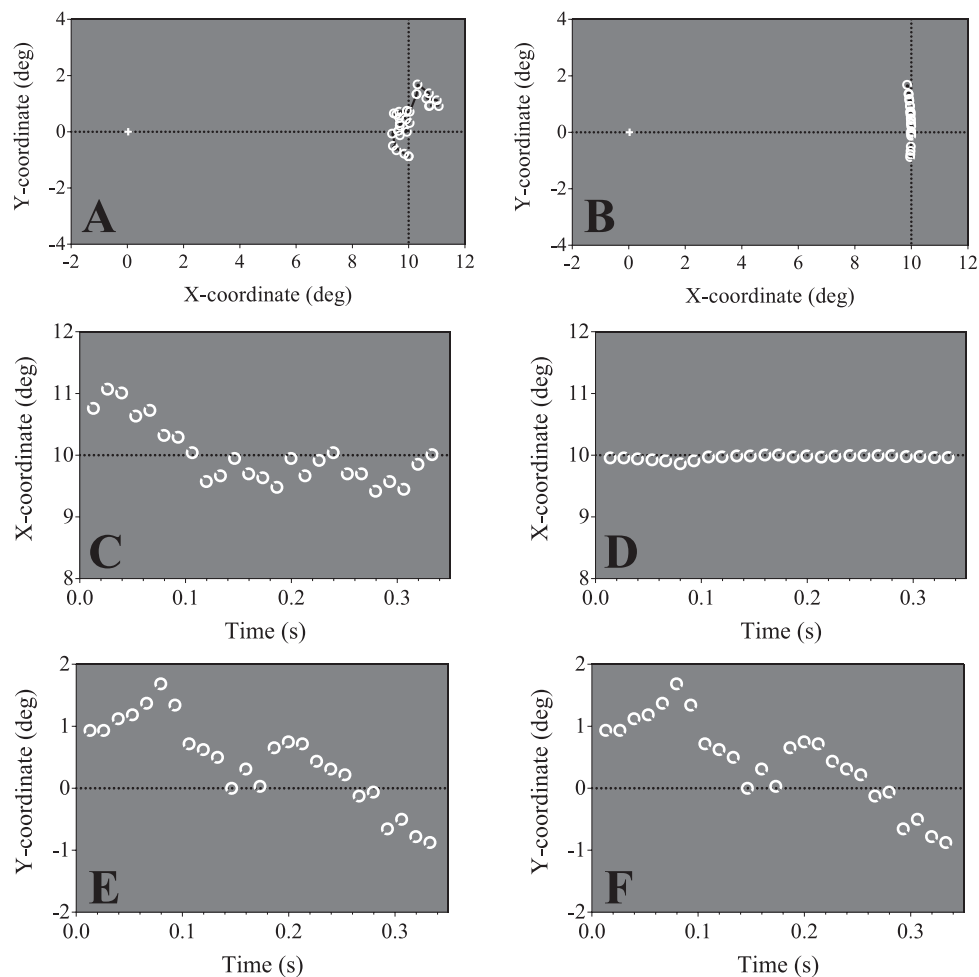 4
2
0
-2
-4
Y-coordinate (deg)
A
-2 0 2 4 6 8 10 12
X-coordinate (deg)
4
2
0
-2
-4
Y-coordinate (deg)
B
-2 0 2 4 6 8 10 12
X-coordinate (deg)
12
11
10
9
8
X-coordinate (deg)
C
0.0 0.1 0.2 0.3
Time (s)
12
11
10
9
8
X-coordinate (deg)
D
0.0 0.1 0.2 0.3
Time (s)
2
1
0
-1
-2
Y-coordinate (deg)
E
0.0 0.1 0.2 0.3
Time (s)
2
1
0
-1
-2
Y-coordinate (deg)
F
0.0 0.1 0.2 0.3
Time (s)